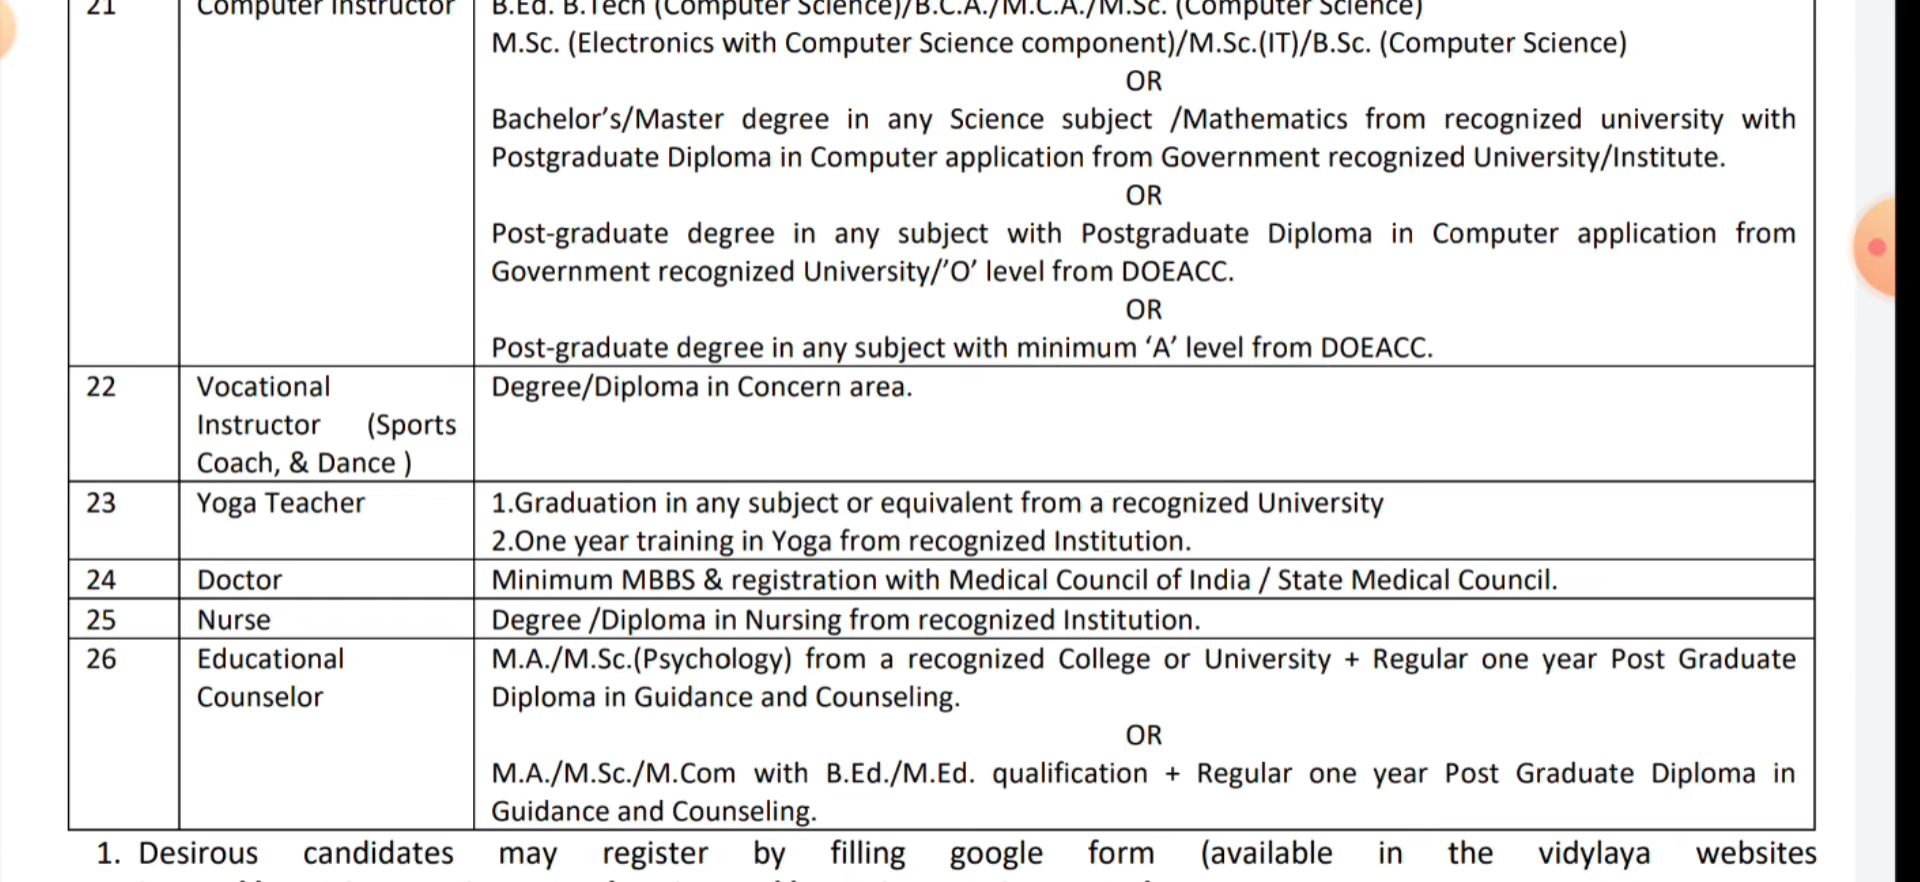 21 Computer Instructor B.Ed. B.Tech (Computer Science)/B.C.A./M.C.A./M.Sc. (Computer Science)
M.Sc. (Electronics with Computer Science component)/M.Sc.(IT)/B.Sc. (Computer Science)
OR
Bachelor’s/Master degree in any Science subject /Mathematics from recognized university with
Postgraduate Diploma in Computer application from Government recognized University/Institute.
OR
Post-graduate degree in any subject with Postgraduate Diploma in Computer application from
Government recognized University/’O’ level from DOEACC.
OR
Post-graduate degree in any subject with minimum ‘A’ level from DOEACC.
22 Vocational Degree/Diploma in Concern area.
Instructor (Sports
Coach, & Dance )
23 Yoga Teacher 1.Graduation in any subject or equivalent from a recognized University
2.One year training in Yoga from recognized Institution.
24 Doctor Minimum MBBS & registration with Medical Council of India / State Medical Council.
25 Nurse Degree /Diploma in Nursing from recognized Institution.
26 Educational M.A./M.Sc.(Psychology) from a recognized College or University + Regular one year Post Graduate
Counselor Diploma in Guidance and Counseling.
OR
M.A./M.Sc./M.Com with B.Ed./M.Ed. qualification + Regular one year Post Graduate Diploma in
Guidance and Counseling.
1. Desirous candidates may register by filling google form (available in the vidylaya websites